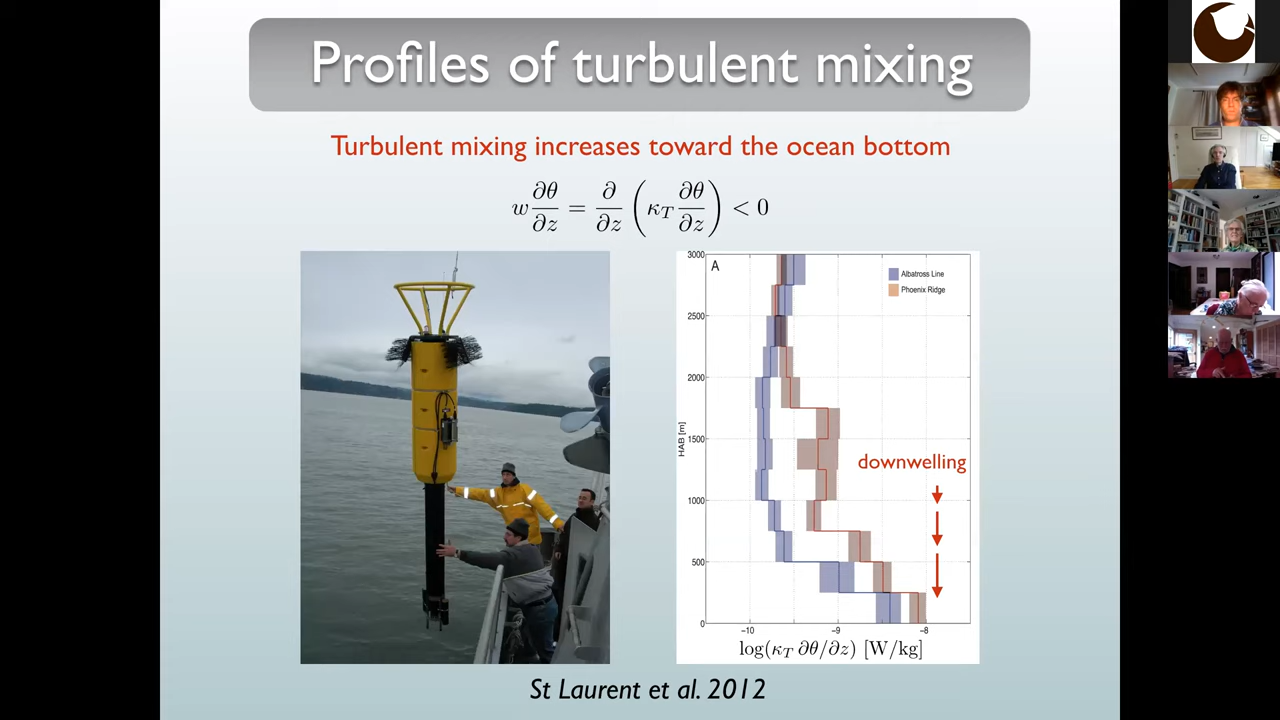 Profiles of turbulent mixing
Turbulent mixing increases toward the ocean bottom
w ∂θ/∂z = ∂/∂z (κ_T ∂θ/∂z) < 0
A
Albatross Line
Phoenix Ridge
3000
2500
2000
1500
1000
500
0
HAB [m]
downwelling
−10
−9
−8
log(κ_T ∂θ/∂z) [W/kg]
St Laurent et al. 2012